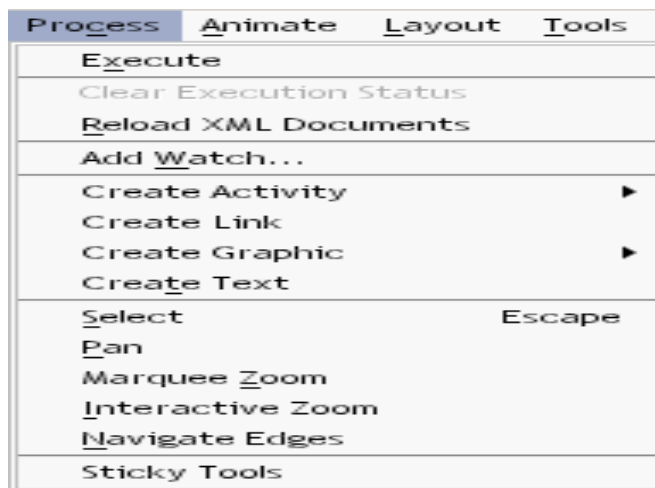 Process Animate Layout Tools
Execute
Clear Execution Status
Reload XML Documents
Add Watch...
Create Activity
Create Link
Create Graphic
Create Text
Select Escape
Pan
Marquee Zoom
Interactive Zoom
Navigate Edges
Sticky Tools